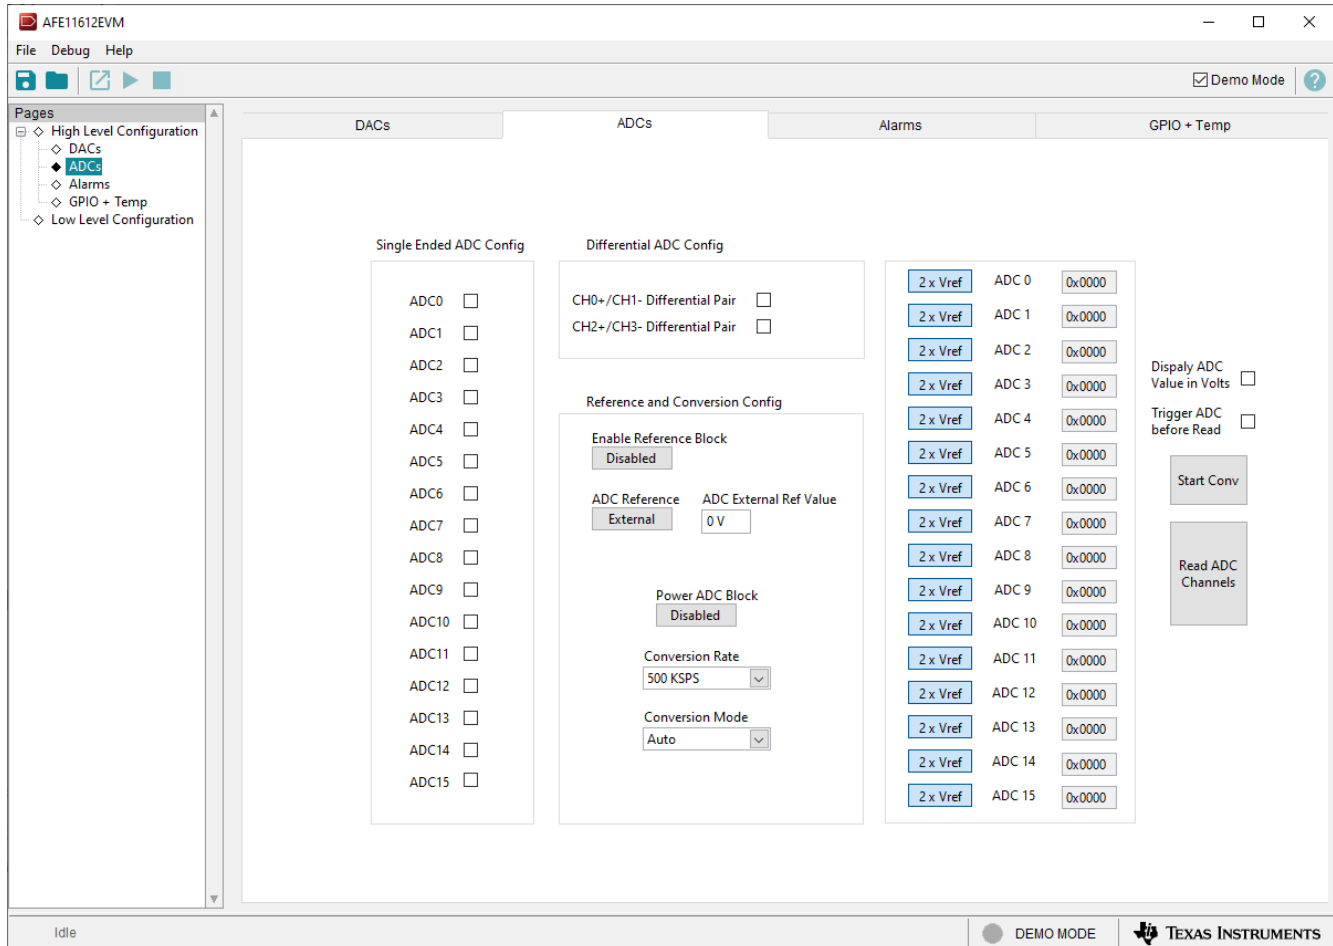 AFE11612EVM
File Debug Help
Demo Mode
Pages
High Level Configuration
DACs
ADCs
Alarms
GPIO + Temp
Low Level Configuration
DACs ADCs Alarms GPIO + Temp
Single Ended ADC Config
ADC0
ADC1
ADC2
ADC3
ADC4
ADC5
ADC6
ADC7
ADC8
ADC9
ADC10
ADC11
ADC12
ADC13
ADC14
ADC15
Differential ADC Config
CH0+/CH1- Differential Pair
CH2+/CH3- Differential Pair
Reference and Conversion Config
Enable Reference Block
Disabled
ADC Reference ADC External Ref Value
External 0 V
Power ADC Block
Disabled
Conversion Rate
500 KSPS
Conversion Mode
Auto
2 x Vref ADC 0 0x0000
2 x Vref ADC 1 0x0000
2 x Vref ADC 2 0x0000
2 x Vref ADC 3 0x0000
2 x Vref ADC 4 0x0000
2 x Vref ADC 5 0x0000
2 x Vref ADC 6 0x0000
2 x Vref ADC 7 0x0000
2 x Vref ADC 8 0x0000
2 x Vref ADC 9 0x0000
2 x Vref ADC 10 0x0000
2 x Vref ADC 11 0x0000
2 x Vref ADC 12 0x0000
2 x Vref ADC 13 0x0000
2 x Vref ADC 14 0x0000
2 x Vref ADC 15 0x0000
Dispaly ADC
Value in Volts
Trigger ADC
before Read
Start Conv
Read ADC
Channels
Idle
DEMO MODE
TEXAS INSTRUMENTS